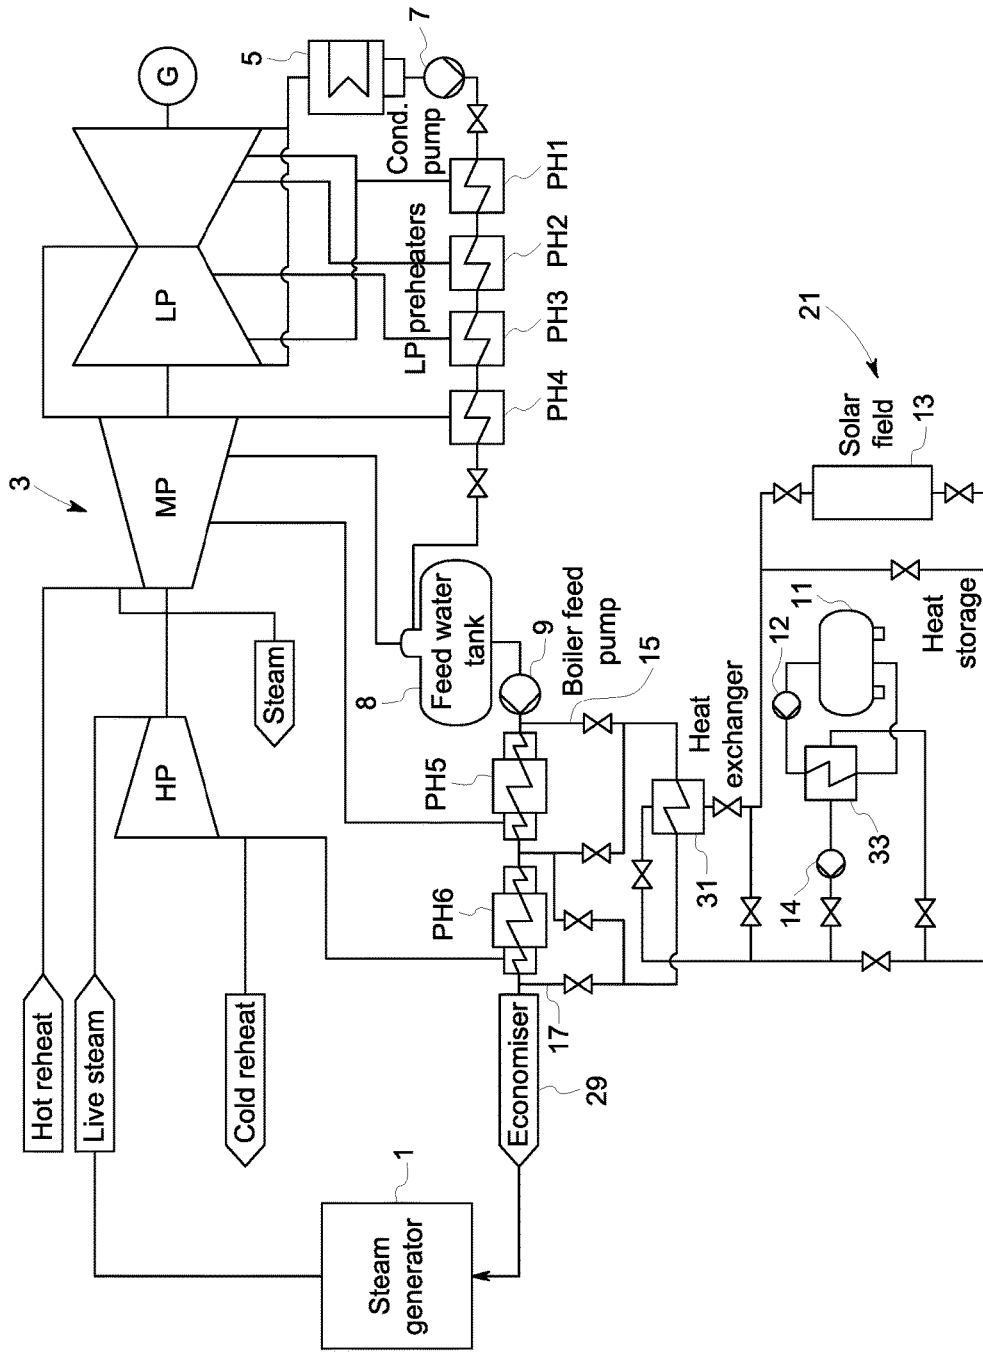 3
Hot reheat
Live steam
HP
MP
LP
G
Steam
Cold reheat
5
7
Cond.
pump
LP preheaters
PH1
PH2
PH3
PH4
Feed water
tank
8
9
Boiler feed
pump
15
PH5
PH6
17
Economiser
29
Steam
generator
1
Heat
exchanger
31
12
11
Heat
storage
33
14
Solar
field
13
21